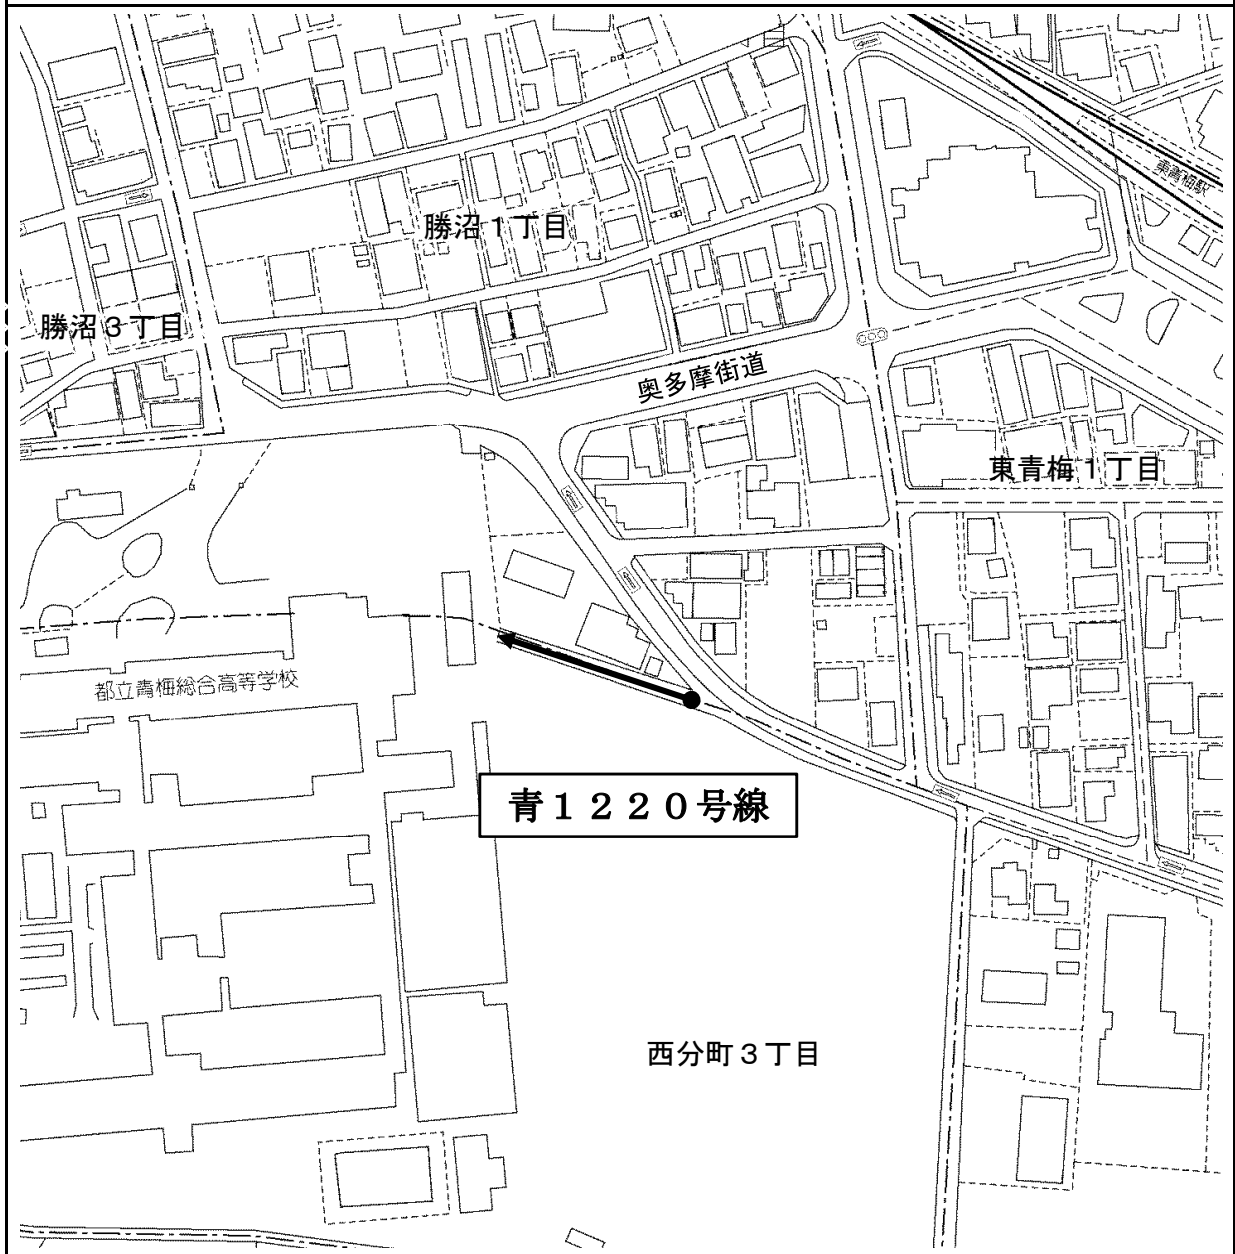 東青梅駅
勝沼１丁目
勝沼３丁目
奥多摩街道
東青梅１丁目
都立青梅総合高等学校
青１２２０号線
西分町３丁目